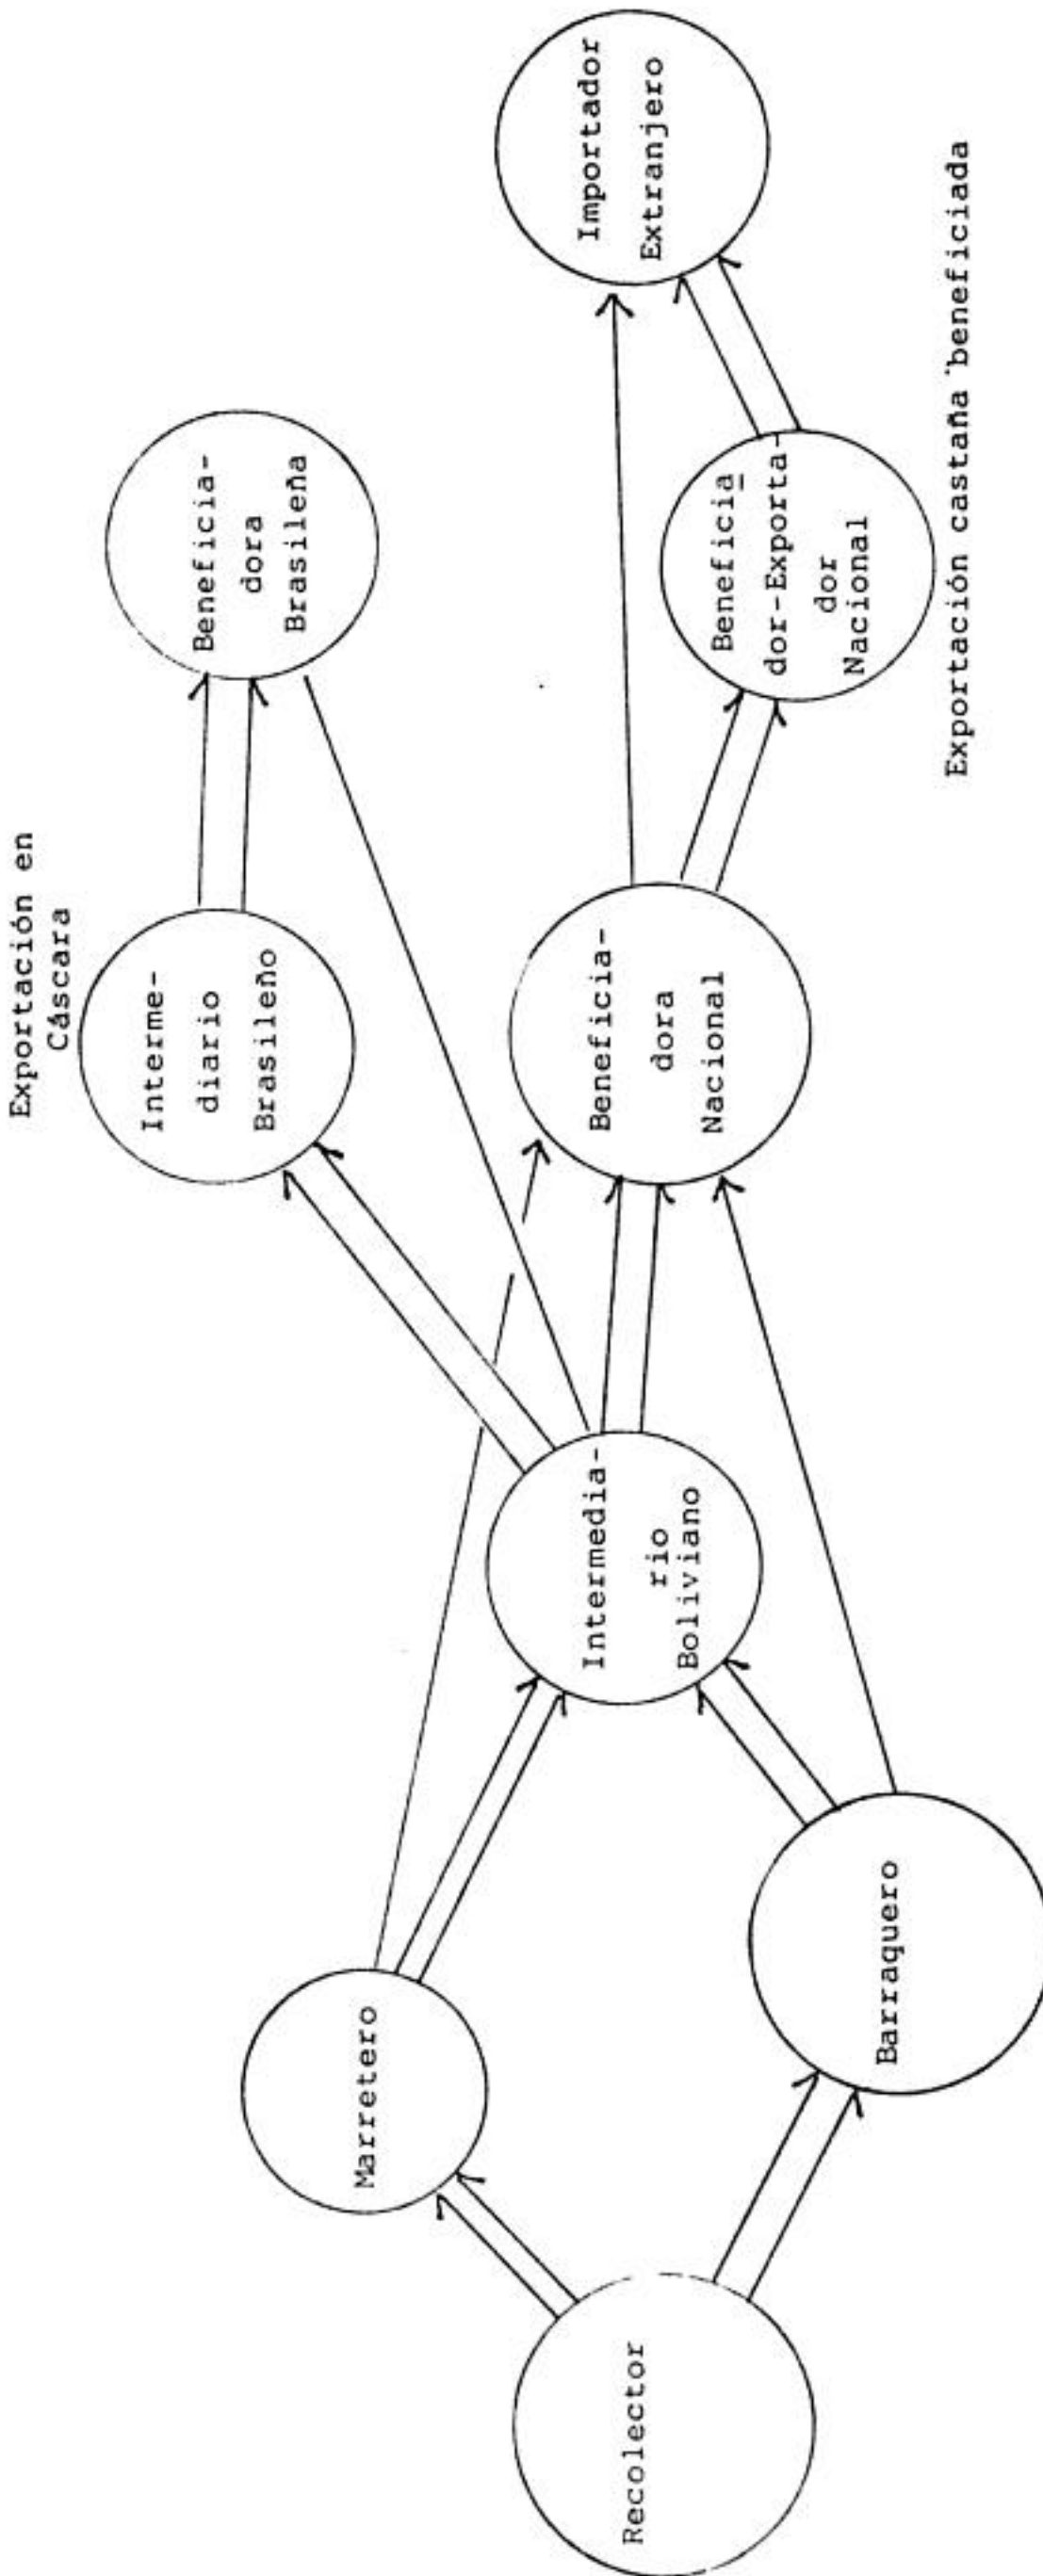 Exportación en
Cáscara
Interme-
diario
Brasileño
Beneficia-
dora
Brasileña
Marretero
Recolector
Intermedia-
rio
Boliviano
Beneficia-
dora
Nacional
Importador
Extranjero
Barraquero
Beneficia
dor-Exporta-
dor
Nacional
Exportación castaña beneficiada